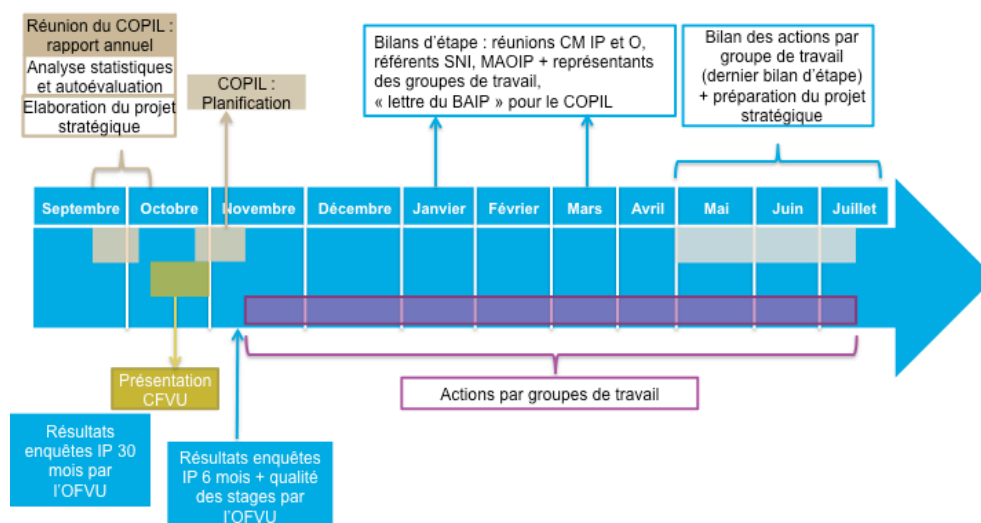 Réunion du COPIL :
rapport annuel
Analyse statistiques
et autoévaluation
Elaboration du projet
stratégique
COPIL :
Planification
Bilans d'étape : réunions CM IP et O,
référents SNI, MAOIP + représentants
des groupes de travail,
« lettre du BAIP » pour le COPIL
Bilan des actions par
groupe de travail
(dernier bilan d'étape)
+ préparation du projet
stratégique
Septembre Octobre Novembre Décembre Janvier Février Mars Avril Mai Juin Juillet
Présentation
CFVU
Actions par groupes de travail
Résultats
enquêtes IP 30
mois par
l'OFVU
Résultats enquêtes
IP 6 mois + qualité
des stages par
l'OFVU